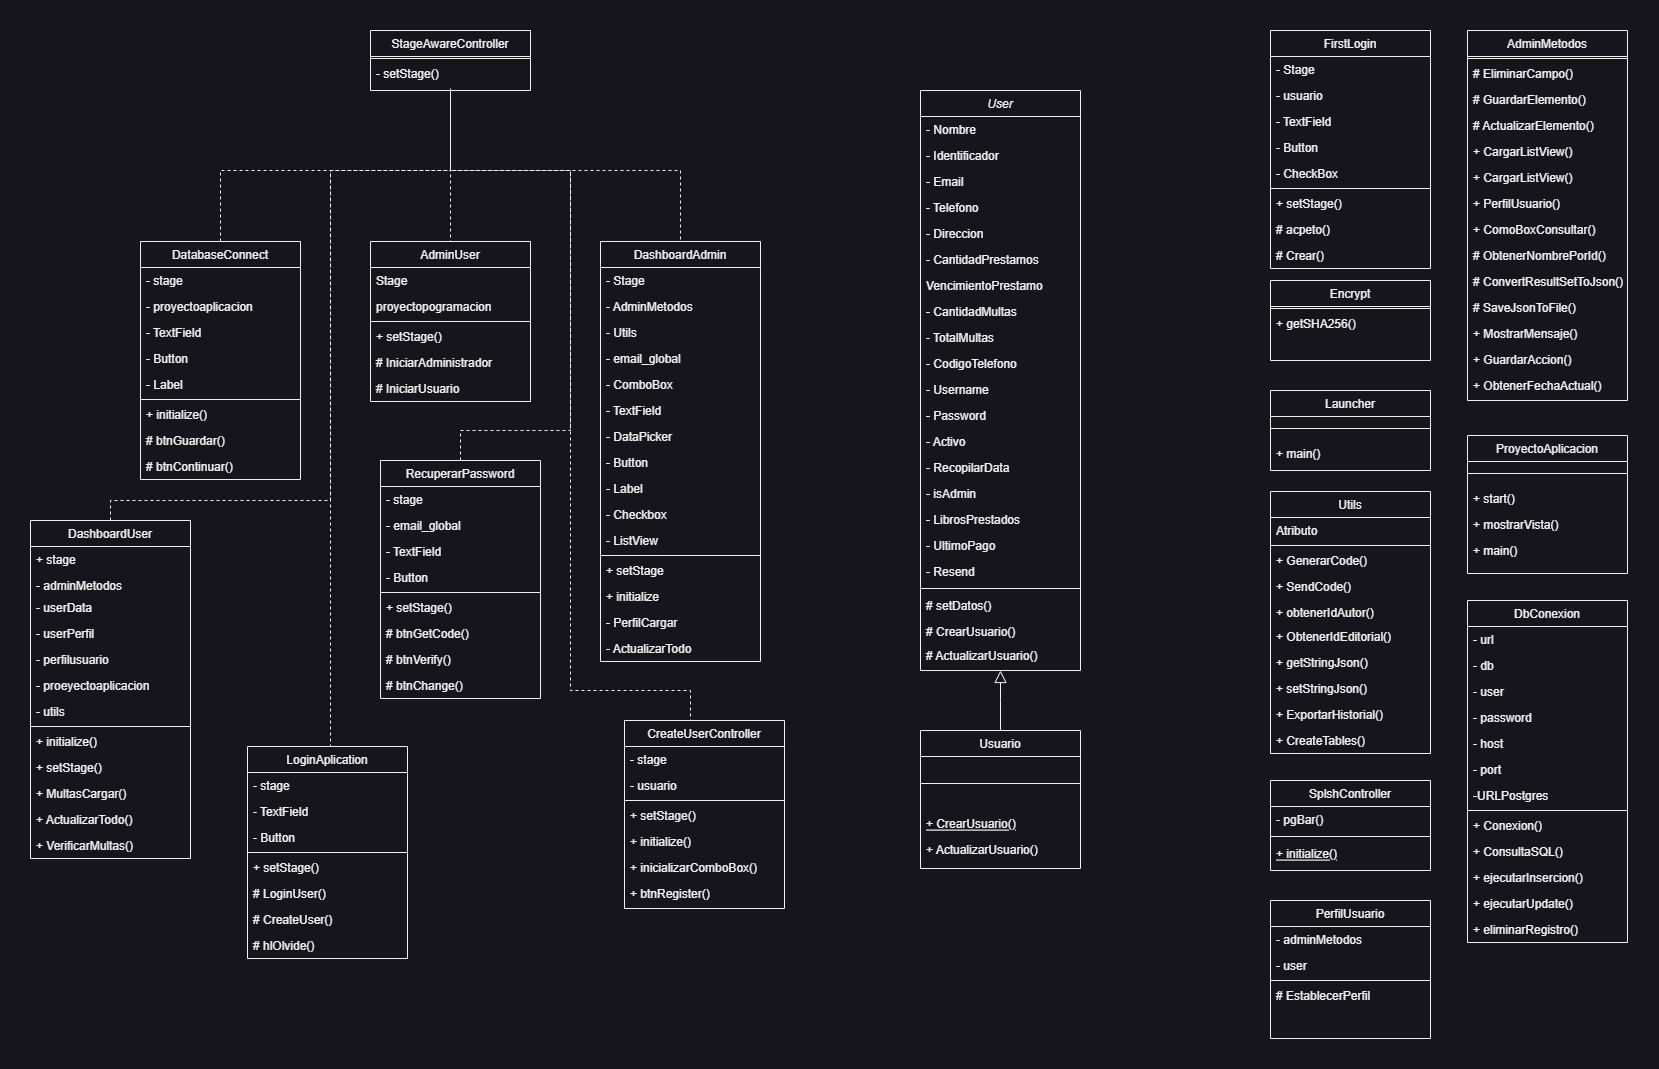 StageAwareController
- setStage()
DatabaseConnect
- stage
- proyectoaplicacion
- TextField
- Button
- Label
+ initialize()
# btnGuardar()
# btnContinuar()
AdminUser
Stage
proyectopogramacion
+ setStage()
# IniciarAdministrador
# IniciarUsuario
DashboardAdmin
- Stage
- AdminMetodos
- Utils
- email_global
- ComboBox
- TextField
- DataPicker
- Button
- Label
- Checkbox
- ListView
+ setStage
+ initialize
- PerfilCargar
- ActualizarTodo
RecuperarPassword
- stage
- email_global
- TextField
- Button
+ setStage()
# btnGetCode()
# btnVerify()
# btnChange()
DashboardUser
+ stage
- adminMetodos
- userData
- userPerfil
- perfilusuario
- proeyectoaplicacion
- utils
+ initialize()
+ setStage()
+ MultasCargar()
+ ActualizarTodo()
+ VerificarMultas()
LoginAplication
- stage
- TextField
- Button
+ setStage()
# LoginUser()
# CreateUser()
# hlOlvide()
CreateUserController
- stage
- usuario
+ setStage()
+ initialize()
+ inicializarComboBox()
+ btnRegister()
User
- Nombre
- Identificador
- Email
- Telefono
- Direccion
- CantidadPrestamos
VencimientoPrestamo
- CantidadMultas
- TotalMultas
- CodigoTelefono
- Username
- Password
- Activo
- RecopilarData
- isAdmin
- LibrosPrestados
- UltimoPago
- Resend
# setDatos()
# CrearUsuario()
# ActualizarUsuario()
Usuario
+ CrearUsuario()
+ ActualizarUsuario()
FirstLogin
- Stage
- usuario
- TextField
- Button
- CheckBox
+ setStage()
# acpeto()
# Crear()
Encrypt
+ getSHA256()
Launcher
+ main()
Utils
Atributo
+ GenerarCode()
+ SendCode()
+ obtenerIdAutor()
+ ObtenerIdEditorial()
+ getStringJson()
+ setStringJson()
+ ExportarHistorial()
+ CreateTables()
SplshController
- pgBar()
+ initialize()
PerfilUsuario
- adminMetodos
- user
# EstablecerPerfil
AdminMetodos
# EliminarCampo()
# GuardarElemento()
# ActualizarElemento()
+ CargarListView()
+ CargarListView()
+ PerfilUsuario()
+ ComoBoxConsultar()
# ObtenerNombrePorId()
# ConvertResultSetToJson()
# SaveJsonToFile()
+ MostrarMensaje()
+ GuardarAccion()
+ ObtenerFechaActual()
ProyectoAplicacion
+ start()
+ mostrarVista()
+ main()
DbConexion
- url
- db
- user
- password
- host
- port
-URLPostgres
+ Conexion()
+ ConsultaSQL()
+ ejecutarInsercion()
+ ejecutarUpdate()
+ eliminarRegistro()